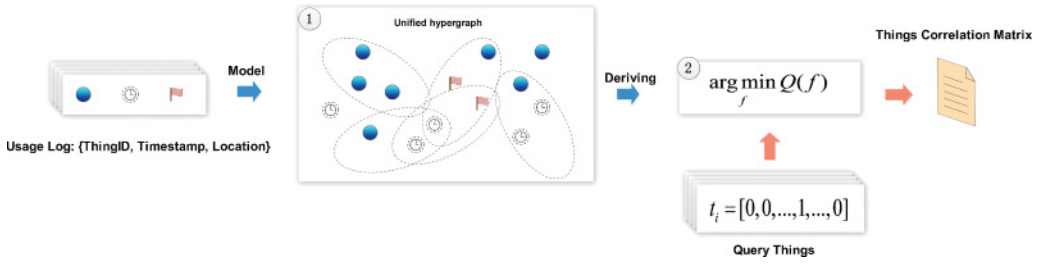 1
Unified hypergraph
Model
Usage Log: {ThingID, Timestamp, Location}
Deriving
2
arg min Q(f)
f
Things Correlation Matrix
t_i = [0,0,...,1,...,0]
Query Things